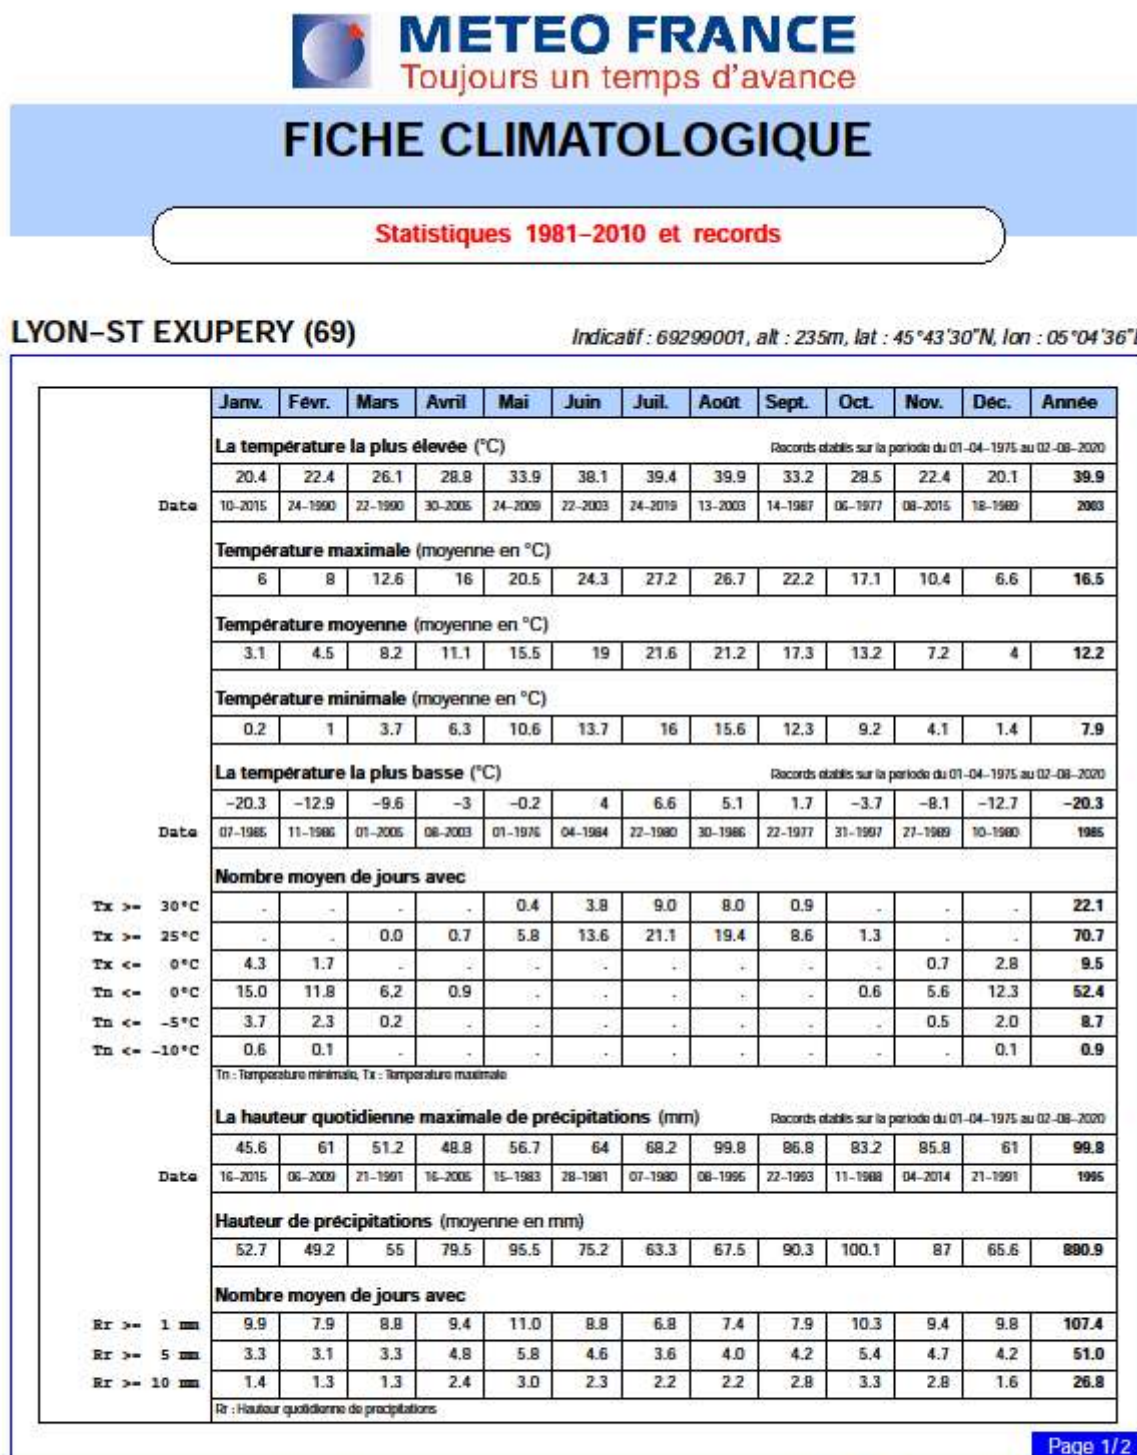 METEO FRANCE
Toujours un temps d'avance
FICHE CLIMATOLOGIQUE
Statistiques 1981–2010 et records
LYON–ST EXUPERY (69) Indicatif : 69299001, alt : 235m, lat : 45°43'30"N, lon : 05°04'36"
Janv. Févr. Mars Avril Mai Juin Juil. Août Sept. Oct. Nov. Déc. Année
La température la plus élevée (°C) Records etablis sur la periode du 01–04–1975 au 02–08–2020
20.4 22.4 26.1 28.8 33.9 38.1 39.4 39.9 33.2 28.5 22.4 20.1 39.9
Date 10–2015 24–1990 22–1990 30–2005 24–2009 22–2003 24–2019 13–2003 14–1987 06–1977 08–2015 18–1989 2003
Température maximale (moyenne en °C)
6 8 12.6 16 20.5 24.3 27.2 26.7 22.2 17.1 10.4 6.6 16.5
Température moyenne (moyenne en °C)
3.1 4.5 8.2 11.1 15.5 19 21.6 21.2 17.3 13.2 7.2 4 12.2
Température minimale (moyenne en °C)
0.2 1 3.7 6.3 10.6 13.7 16 15.6 12.3 9.2 4.1 1.4 7.9
La température la plus basse (°C) Records etablis sur la periode du 01–04–1975 au 02–08–2020
–20.3 –12.9 –9.6 –3 –0.2 4 6.6 5.1 1.7 –3.7 –8.1 –12.7 –20.3
Date 07–1985 11–1986 01–2005 08–2003 01–1976 04–1984 22–1980 30–1986 22–1977 31–1997 27–1989 10–1980 1985
Nombre moyen de jours avec
Tx >= 30°C . . . . 0.4 3.8 9.0 8.0 0.9 . . . 22.1
Tx >= 25°C . . 0.0 0.7 5.8 13.6 21.1 19.4 8.6 1.3 . . 70.7
Tx <= 0°C 4.3 1.7 . . . . . . . . 0.7 2.8 9.5
Tn <= 0°C 15.0 11.8 6.2 0.9 . . . . . 0.6 5.6 12.3 52.4
Tn <= -5°C 3.7 2.3 0.2 . . . . . . . 0.5 2.0 8.7
Tn <= -10°C 0.6 0.1 . . . . . . . . . 0.1 0.9
Tn : Temperature minimale, Tx : Temperature maximale
La hauteur quotidienne maximale de précipitations (mm) Records etablis sur la periode du 01–04–1975 au 02–08–2020
45.6 61 51.2 48.8 56.7 64 68.2 99.8 86.8 83.2 85.8 61 99.8
Date 16–2015 06–2009 21–1991 16–2005 15–1983 28–1981 07–1980 08–1995 22–1993 11–1988 04–2014 21–1991 1995
Hauteur de précipitations (moyenne en mm)
52.7 49.2 55 79.5 95.5 75.2 63.3 67.5 90.3 100.1 87 65.6 880.9
Nombre moyen de jours avec
Rr >= 1 mm 9.9 7.9 8.8 9.4 11.0 8.8 6.8 7.4 7.9 10.3 9.4 9.8 107.4
Rr >= 5 mm 3.3 3.1 3.3 4.8 5.8 4.6 3.6 4.0 4.2 5.4 4.7 4.2 51.0
Rr >= 10 mm 1.4 1.3 1.3 2.4 3.0 2.3 2.2 2.2 2.8 3.3 2.8 1.6 26.8
Rr : Hauteur quotidienne de precipitations
Page 1/2